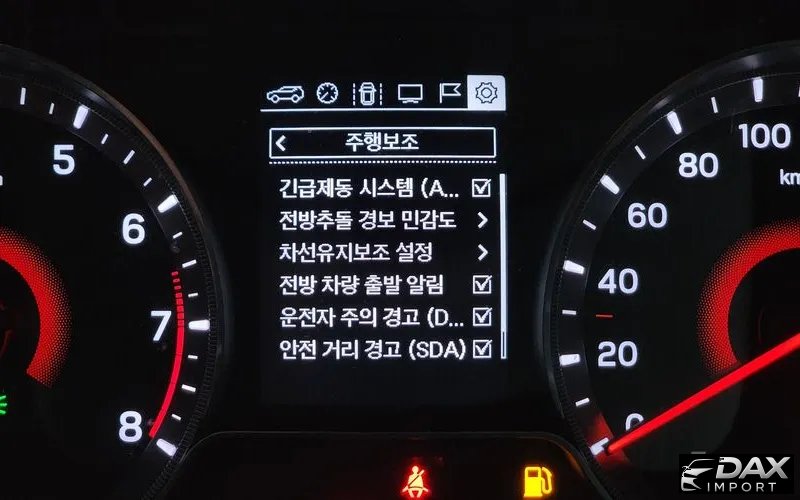 주행보조
긴급제동 시스템 (A...
전방추돌 경보 민감도
차선유지보조 설정
전방 차량 출발 알림
운전자 주의 경고 (D...
안전 거리 경고 (SDA)
5
6
7
8
100
80
km
60
40
20
0
DAX
IMPORT